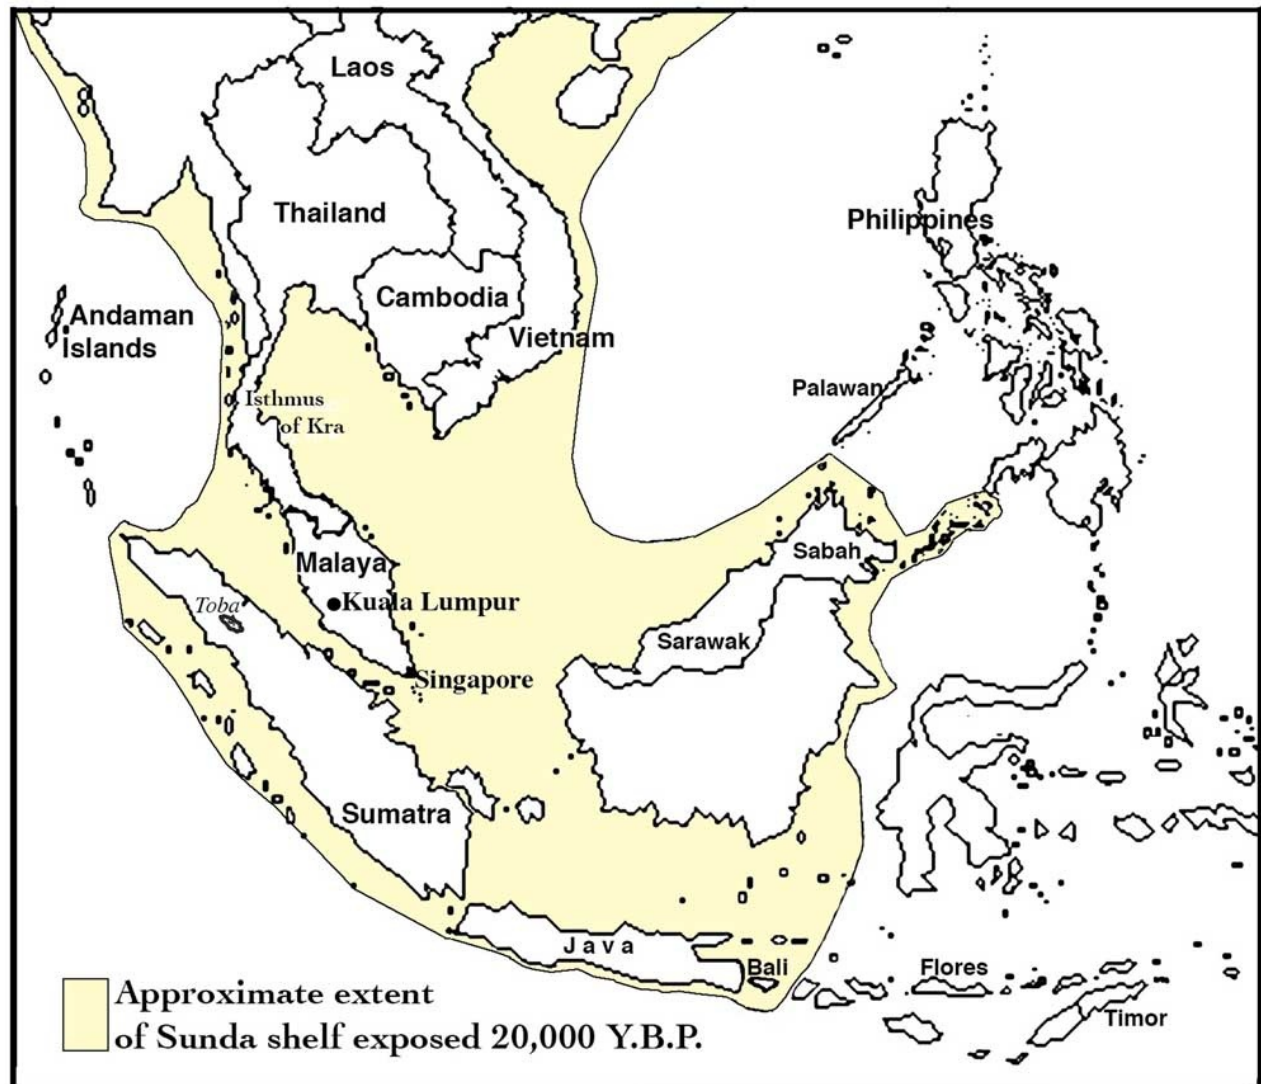 Laos
Thailand
Philippines
Cambodia
Andaman
Islands
Vietnam
Palawan
Isthmus
of Kra
Sabah
Malaya
Toba
Kuala Lumpur
Sarawak
Singapore
Sumatra
Java
Bali
Flores
Timor
Approximate extent
of Sunda shelf exposed 20,000 Y.B.P.